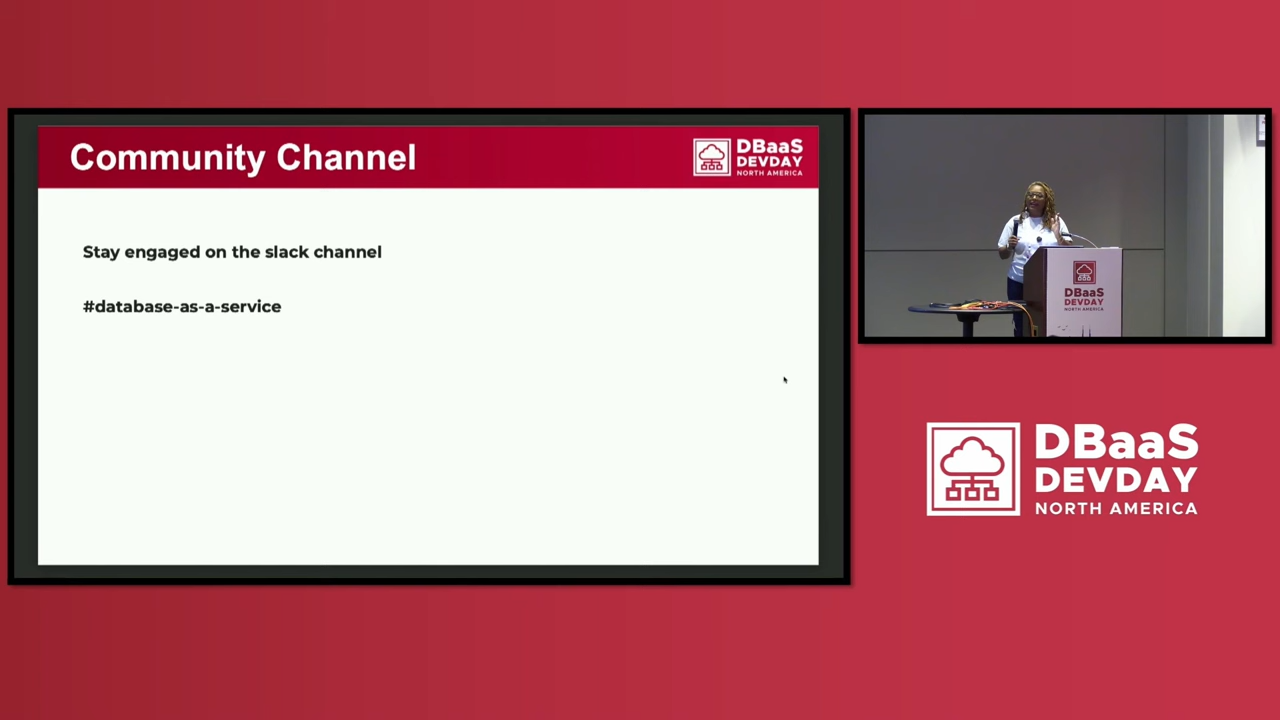 Community Channel
DBaaS
DEVDAY
NORTH AMERICA
Stay engaged on the slack channel
#database-as-a-service
DBaaS
DEVDAY
NORTH AMERICA
DBaaS
DEVDAY
NORTH AMERICA